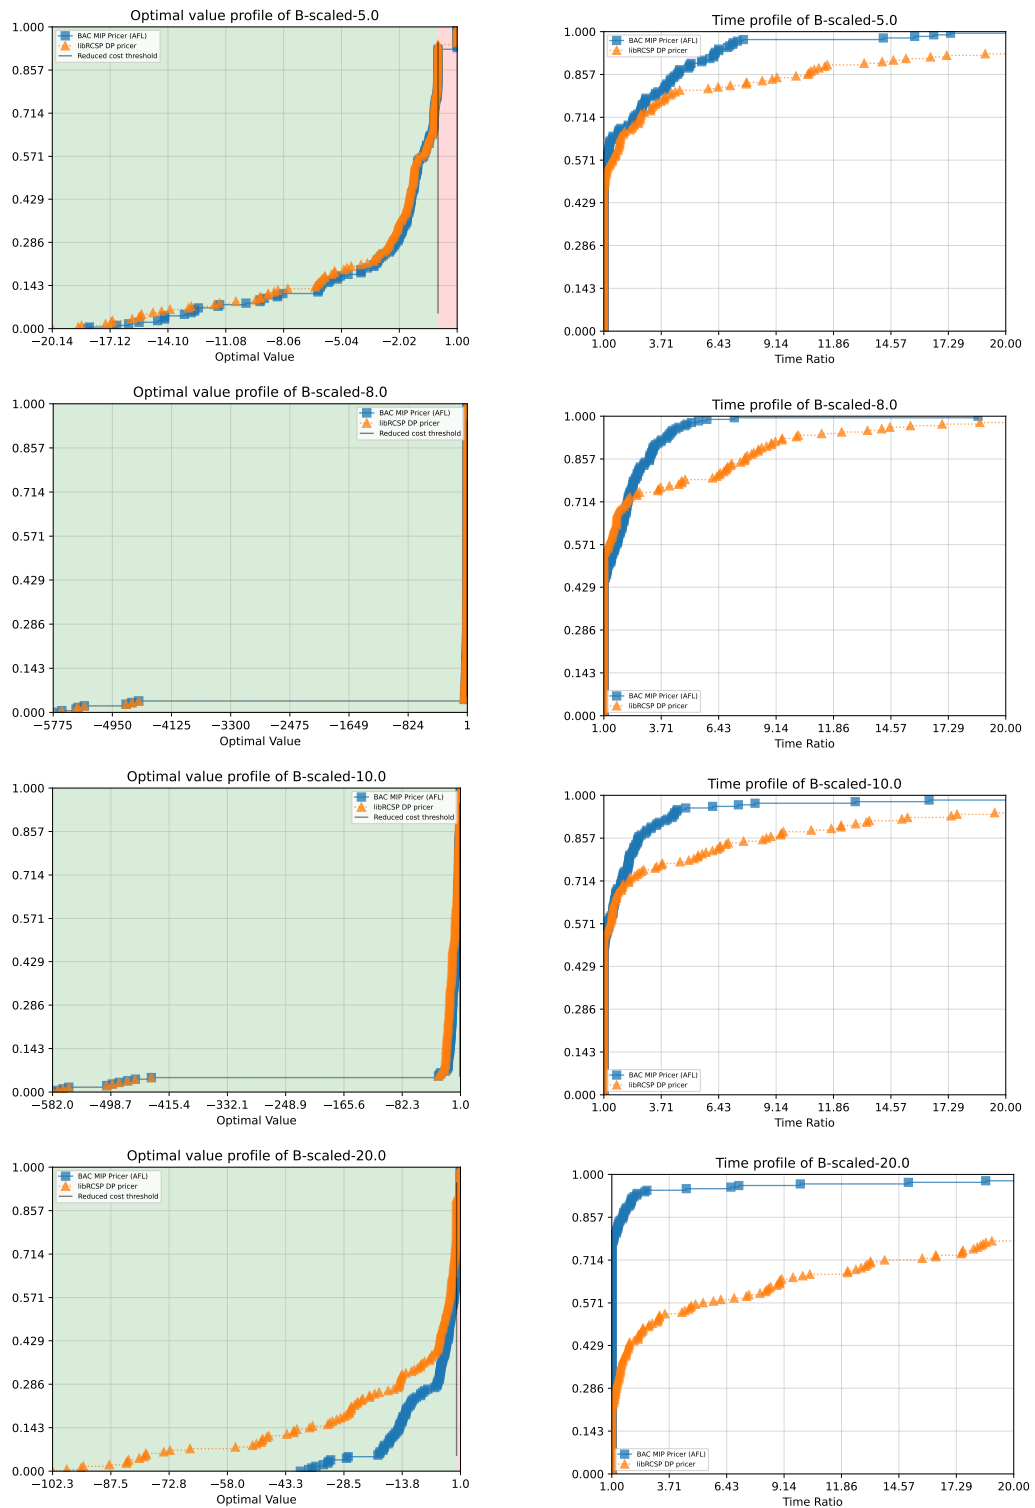 Optimal value profile of B-scaled-5.0
1.000
0.857
0.714
0.571
0.429
0.286
0.143
0.000
BAC MIP Pricer (AFL)
libRCSP DP pricer
Reduced cost threshold
−20.14 −17.12 −14.10 −11.08 −8.06 −5.04 −2.02 1.00
Optimal Value
Time profile of B-scaled-5.0
1.000
0.857
0.714
0.571
0.429
0.286
0.143
0.000
BAC MIP Pricer (AFL)
libRCSP DP pricer
1.00 3.71 6.43 9.14 11.86 14.57 17.29 20.00
Time Ratio
Optimal value profile of B-scaled-8.0
1.000
0.857
0.714
0.571
0.429
0.286
0.143
0.000
BAC MIP Pricer (AFL)
libRCSP DP pricer
Reduced cost threshold
−5775 −4950 −4125 −3300 −2475 −1649 −824 1
Optimal Value
Time profile of B-scaled-8.0
1.000
0.857
0.714
0.571
0.429
0.286
0.143
0.000
BAC MIP Pricer (AFL)
libRCSP DP pricer
1.00 3.71 6.43 9.14 11.86 14.57 17.29 20.00
Time Ratio
Optimal value profile of B-scaled-10.0
1.000
0.857
0.714
0.571
0.429
0.286
0.143
0.000
BAC MIP Pricer (AFL)
libRCSP DP pricer
Reduced cost threshold
−582.0 −498.7 −415.4 −332.1 −248.9 −165.6 −82.3 1.0
Optimal Value
Time profile of B-scaled-10.0
1.000
0.857
0.714
0.571
0.429
0.286
0.143
0.000
BAC MIP Pricer (AFL)
libRCSP DP pricer
1.00 3.71 6.43 9.14 11.86 14.57 17.29 20.00
Time Ratio
Optimal value profile of B-scaled-20.0
1.000
0.857
0.714
0.571
0.429
0.286
0.143
0.000
BAC MIP Pricer (AFL)
libRCSP DP pricer
Reduced cost threshold
−102.3 −87.5 −72.8 −58.0 −43.3 −28.5 −13.8 1.0
Optimal Value
Time profile of B-scaled-20.0
1.000
0.857
0.714
0.571
0.429
0.286
0.143
0.000
BAC MIP Pricer (AFL)
libRCSP DP pricer
1.00 3.71 6.43 9.14 11.86 14.57 17.29 20.00
Time Ratio